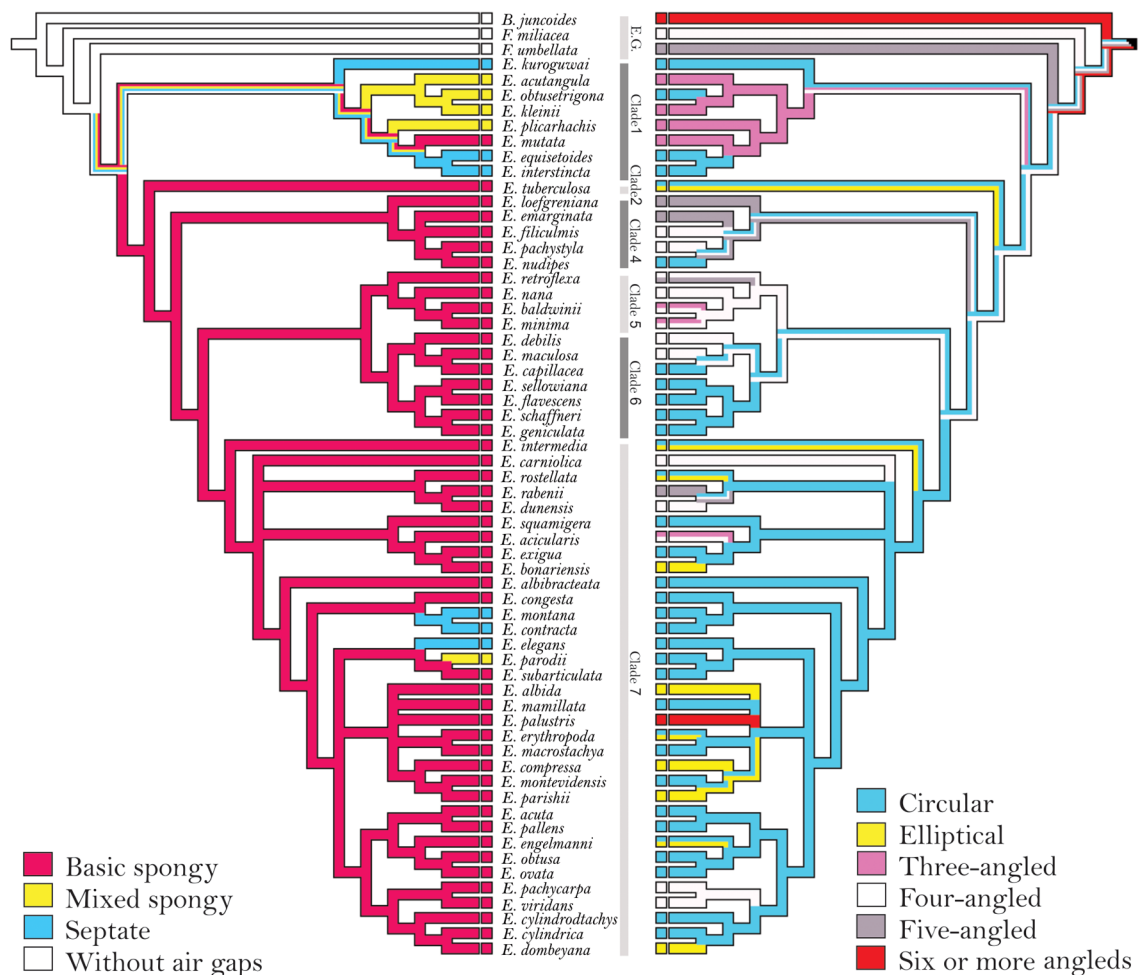 B. juncoides
F. miliacea
F. umbellata
E. kuroguwai
E. acutangula
E. obtusetrigona
E. kleinii
E. plicarhachis
E. mutata
E. equisetoides
E. interstincta
E. tuberculosa
E. loefgreniana
E. emarginata
E. filiculmis
E. pachystyla
E. nudipes
E. retroflexa
E. nana
E. baldwinii
E. minima
E. debilis
E. maculosa
E. capillacea
E. sellowiana
E. flavescens
E. schaffneri
E. geniculata
E. intermedia
E. carniolica
E. rostellata
E. rabenii
E. dunensis
E. squamigera
E. acicularis
E. exigua
E. bonariensis
E. albibracteata
E. congesta
E. montana
E. contracta
E. elegans
E. parodii
E. subarticulata
E. albida
E. mamillata
E. palustris
E. erythropoda
E. macrostachya
E. compressa
E. montevidensis
E. parishii
E. acuta
E. pallens
E. engelmanni
E. obtusa
E. ovata
E. pachycarpa
E. viridans
E. cylindrodtachys
E. cylindrica
E. dombeyana
E.G.
Clade1
Clade2
Clade 4
Clade 5
Clade 6
Clade 7
Basic spongy
Mixed spongy
Septate
Without air gaps
Circular
Elliptical
Three-angled
Four-angled
Five-angled
Six or more angleds